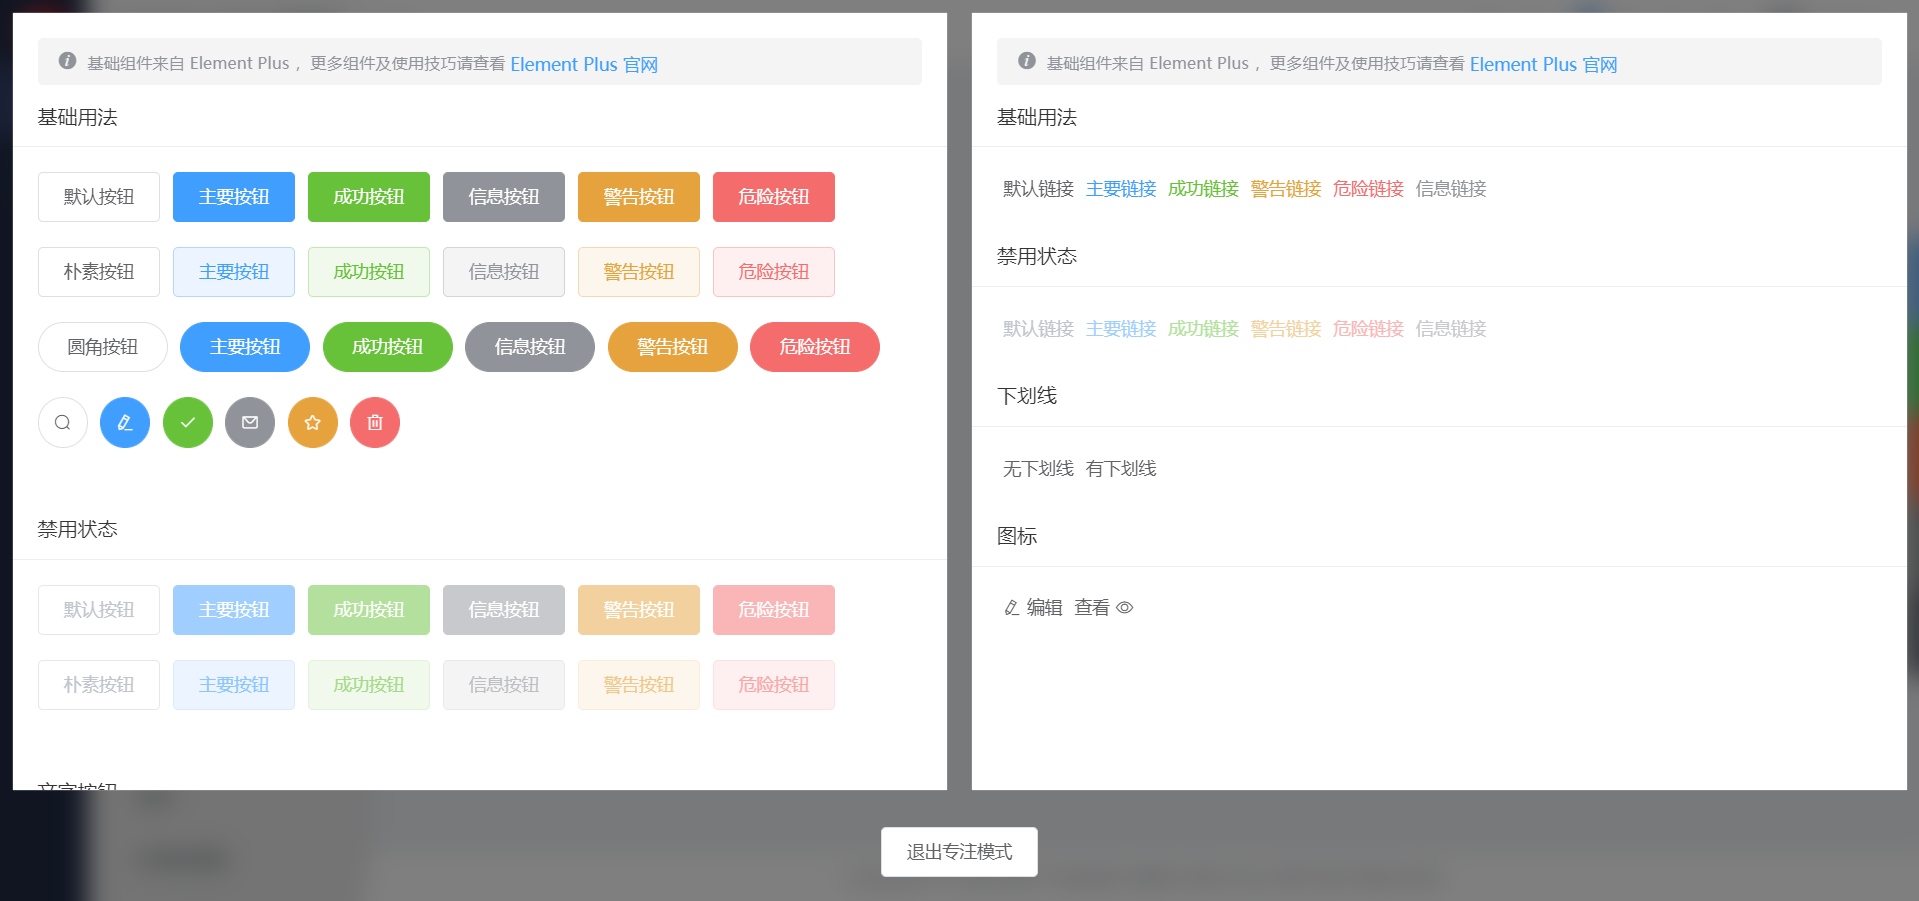 基础组件来自 Element Plus ，更多组件及使用技巧请查看 Element Plus 官网
基础用法
默认按钮 主要按钮 成功按钮 信息按钮 警告按钮 危险按钮
朴素按钮 主要按钮 成功按钮 信息按钮 警告按钮 危险按钮
圆角按钮 主要按钮 成功按钮 信息按钮 警告按钮 危险按钮
禁用状态
默认按钮 主要按钮 成功按钮 信息按钮 警告按钮 危险按钮
朴素按钮 主要按钮 成功按钮 信息按钮 警告按钮 危险按钮
文字按钮
基础组件来自 Element Plus ，更多组件及使用技巧请查看 Element Plus 官网
基础用法
默认链接 主要链接 成功链接 警告链接 危险链接 信息链接
禁用状态
默认链接 主要链接 成功链接 警告链接 危险链接 信息链接
下划线
无下划线 有下划线
图标
编辑 查看
退出专注模式